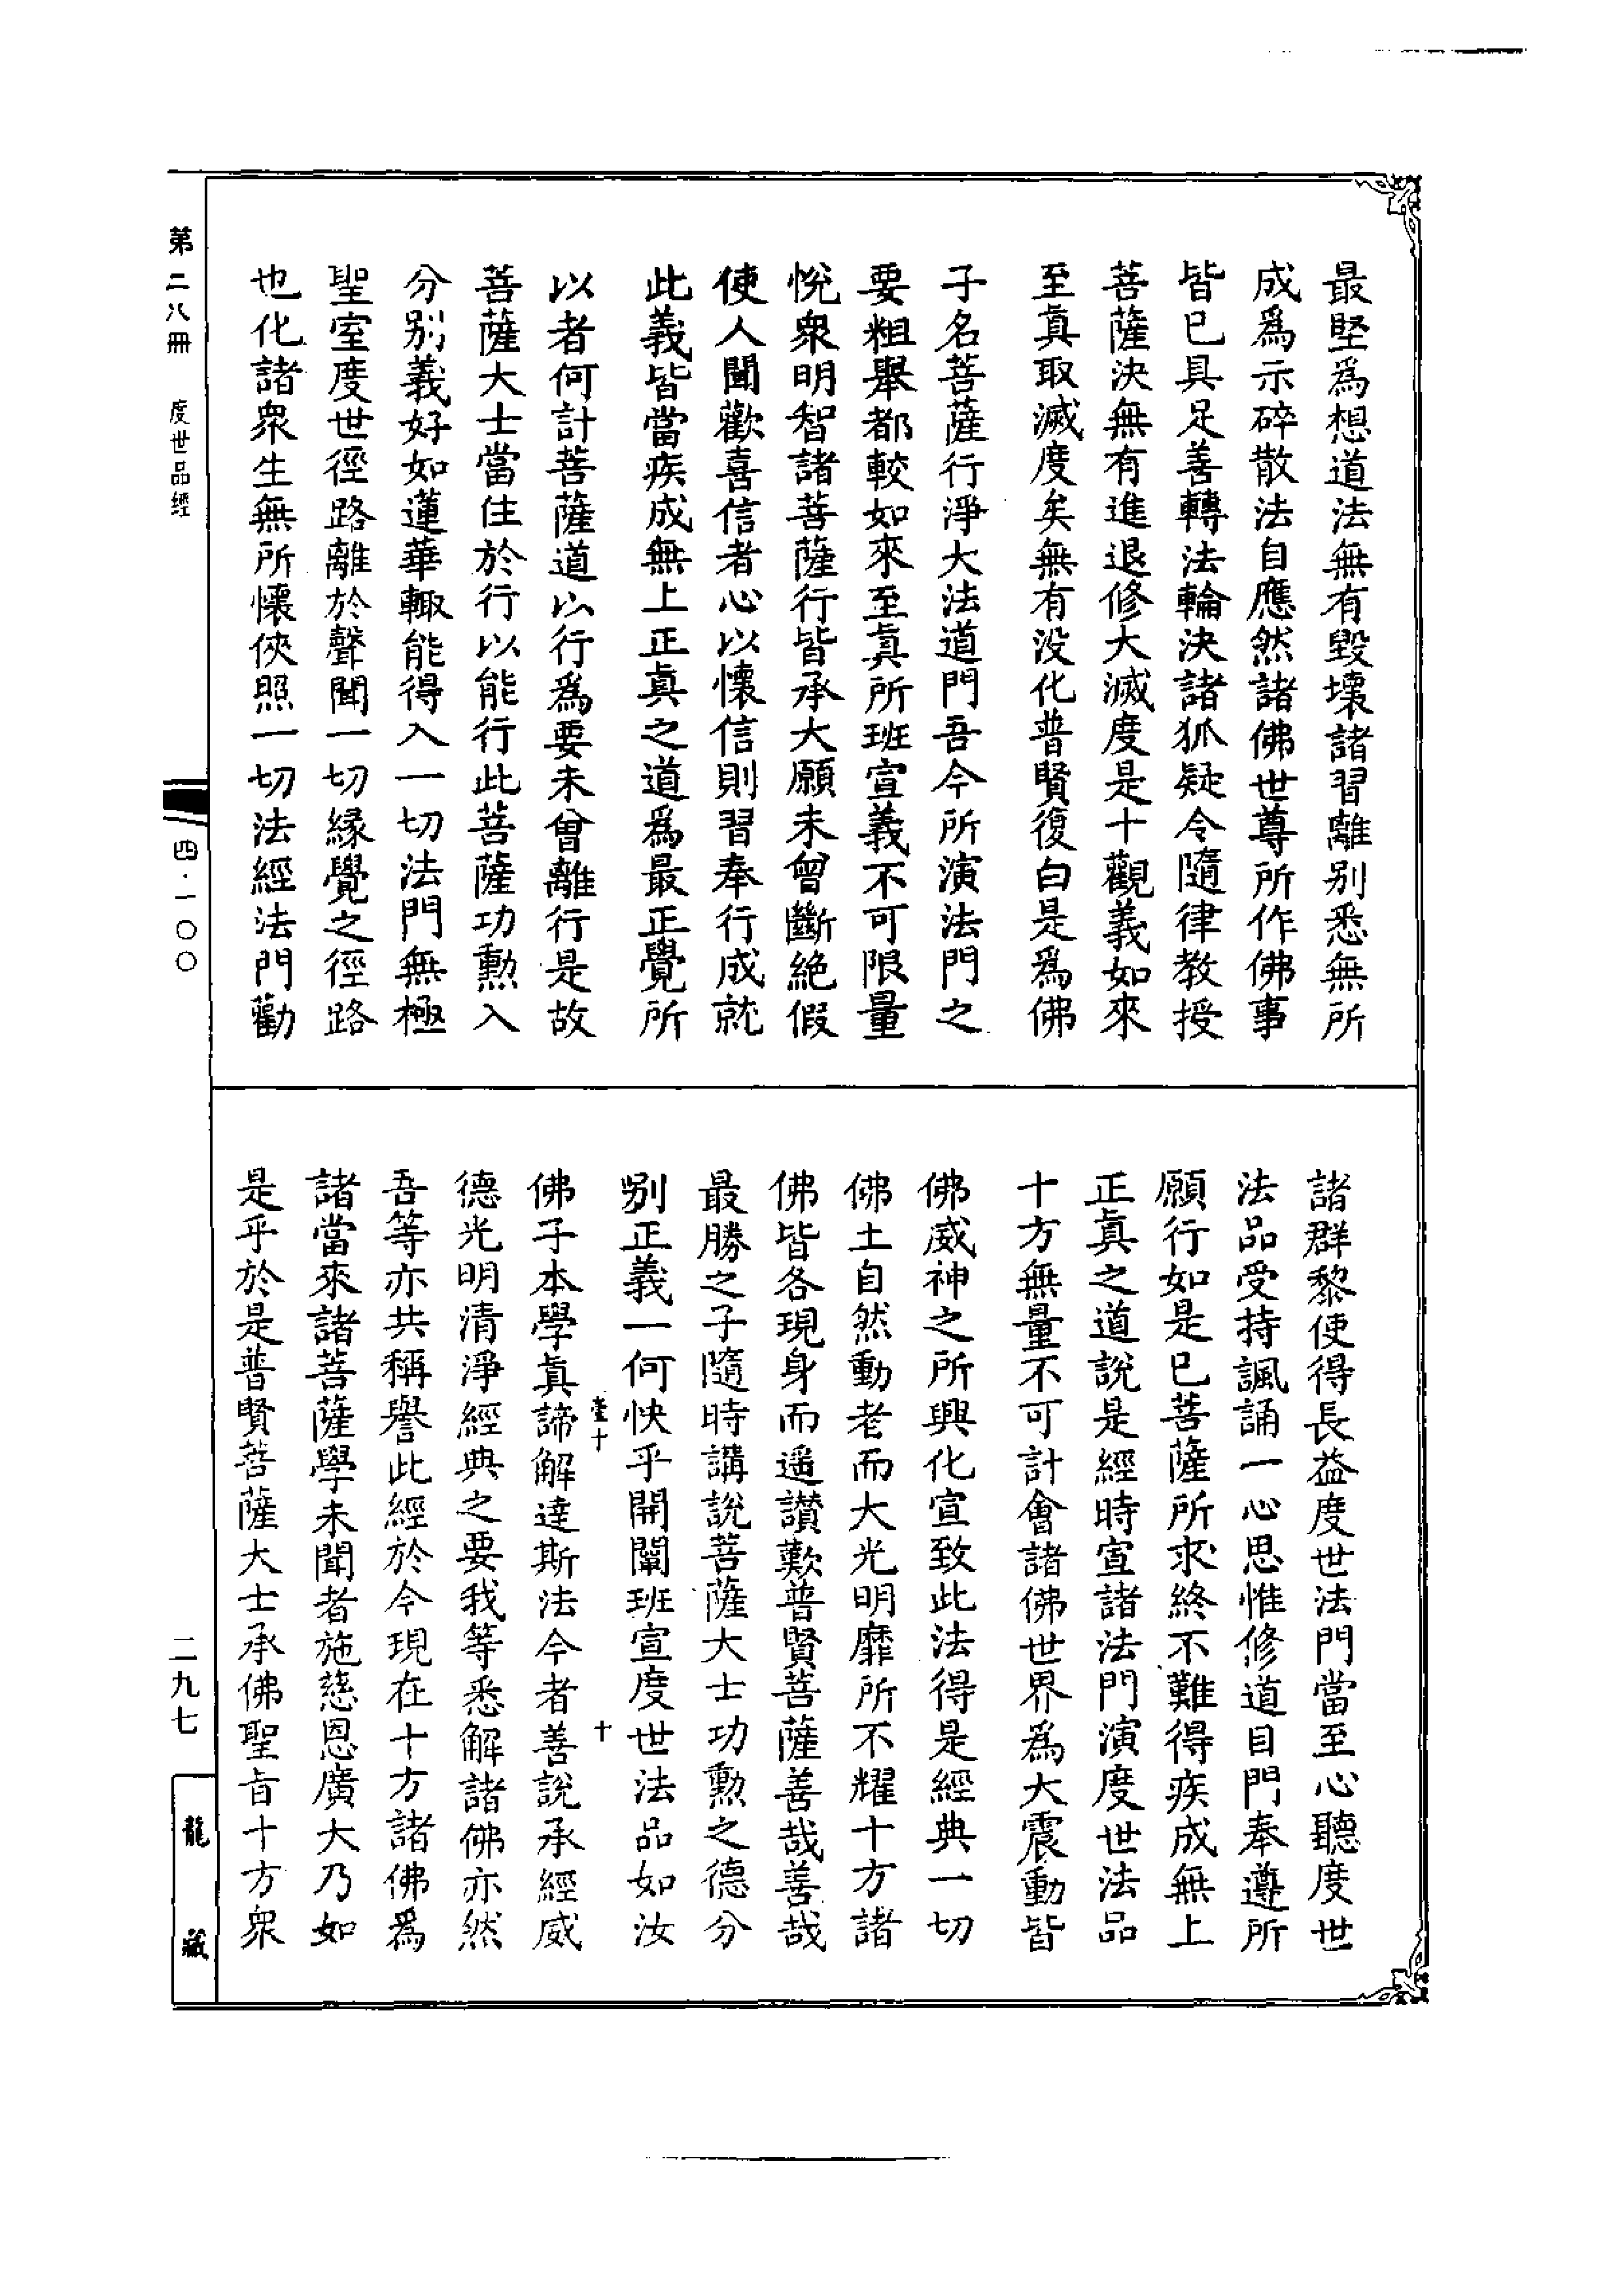 最堅爲想道法無有毀壞諸習離別悉無所
成爲示碎散法自應然諸佛世尊所作佛事
皆已具足善轉法輪決諸狐疑令隨律教授
菩薩決無有進退修大滅度是十觀義如來
至眞取滅度矣無有没化普賢復白是爲佛
子名菩薩行淨大法道門吾今所演法門之
要粗舉都較如來至眞所班宣義不可限量
悅衆明智諸菩薩行皆承大願未曾斷絶假
使人聞歡喜信者心以懷信則習奉行成就
此義皆當疾成無上正眞之道爲最正覺所
以者何計菩薩道以行爲要未曾離行是故
菩薩大士當住於行以能行此菩薩功勲入
分別義好如蓮華輙能得入一切法門無極
聖室度世徑路離於聲聞一切緣覺之徑路
也化諸衆生無所懷俠照一切法經法門勸
諸群黎使得長益度世法門當至心聽度世
法品受持諷誦一心思惟修道目門奉遵所
願行如是已菩薩所求終不難得疾成無上
正眞之道說是經時宣諸法門演度世法品
十方無量不可計會諸佛世界爲大震動皆
佛威神之所興化宣致此法得是經典一切
佛土自然動老而大光明靡所不耀十方諸
佛皆各現身而遥讃歎普賢菩薩善哉善哉
最勝之子隨時講說菩薩大士功勲之德分
别正義一何快乎開闡班宣度世法品如汝
臺十 十
佛子本學眞諦解達斯法今者善說承經威
德光明清淨經典之要我等悉解諸佛亦然
吾等亦共稱譽此經於今現在十方諸佛爲
諸當來諸菩薩學未聞者施慈恩廣大乃如
是乎於是普賢菩薩大士承佛聖旨十方衆
第二八冊 度世品經
四·一〇〇
二九七
龍藏